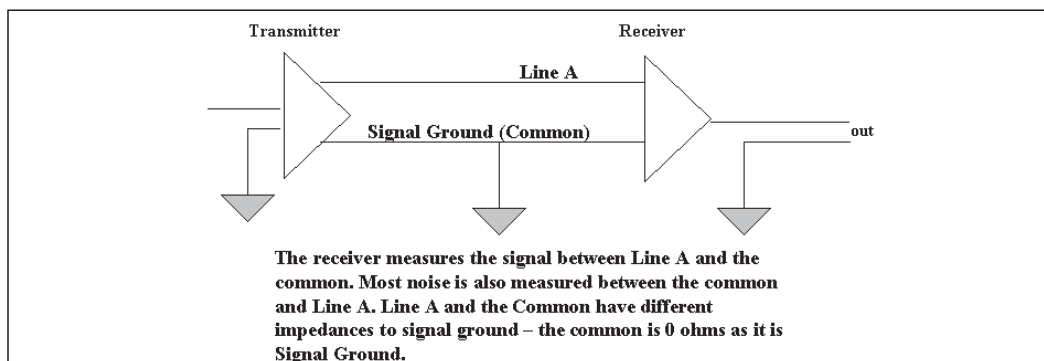 Transmitter
Receiver
Line A
Signal Ground (Common)
out
The receiver measures the signal between Line A and the
common. Most noise is also measured between the common
and Line A. Line A and the Common have different
impedances to signal ground – the common is 0 ohms as it is
Signal Ground.